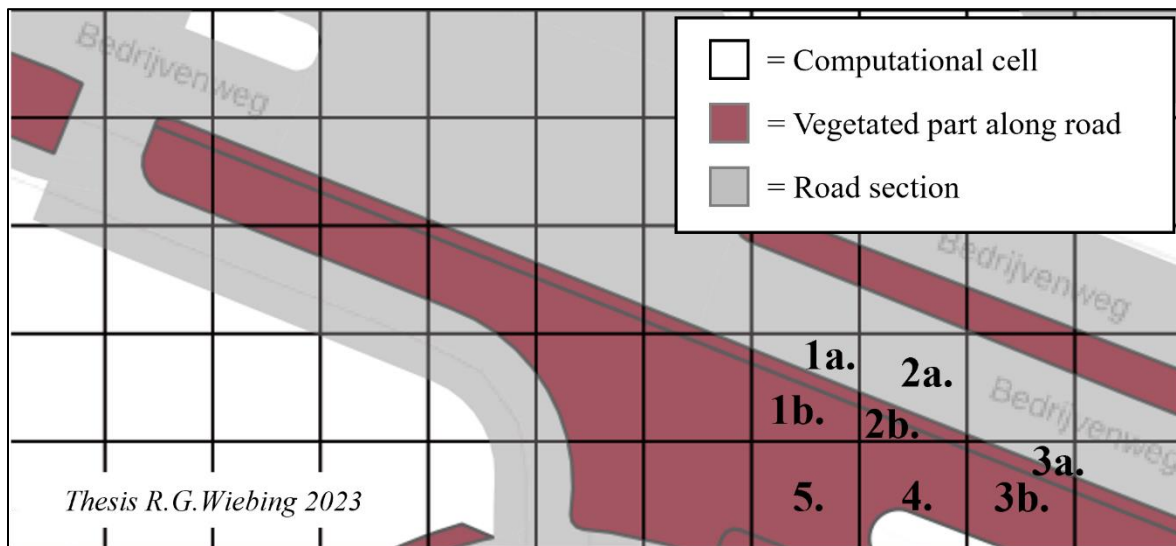 Bedrijvenweg
= Computational cell
= Vegetated part along road
= Road section
Bedrijvenweg
1a.
2a.
Bedrijvenweg
1b.
2b.
3a.
5.
4.
3b.
Thesis R.G.Wiebing 2023